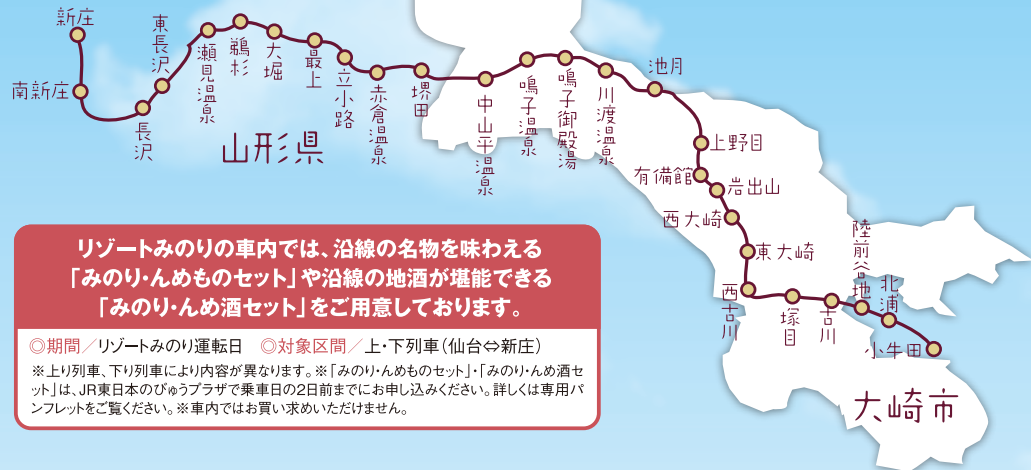 新庄
南新庄
長沢
東長沢
瀬見温泉
鵜杉
大堀
最上
立小路
赤倉温泉
堺田
中山平温泉
鳴子温泉
鳴子御殿湯
川渡温泉
池月
上野目
有備館
岩出山
西大崎
東大崎
西古川
塚目
古川
陸前谷地
北浦
小牛田
山形県
大崎市
リゾートみのりの車内では、沿線の名物を味わえる
「みのり・んめものセット」や沿線の地酒が堪能できる
「みのり・んめ酒セット」をご用意しております。
◎期間／リゾートみのり運転日 ◎対象区間／上・下列車(仙台⇔新庄)
※上り列車、下り列車により内容が異なります。※「みのり・んめものセット」・「みのり・んめ酒セ
ット」は、JR東日本のびゅうプラザで乗車日の2日前までにお申し込みください。詳しくは専用パ
ンフレットをご覧ください。※車内ではお買い求めいただけません。